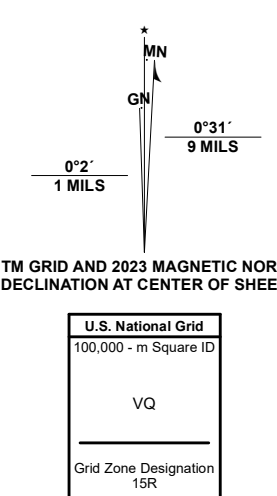 MN
GN
0°31´
9 MILS
0°2´
1 MILS
TM GRID AND 2023 MAGNETIC NOR
DECLINATION AT CENTER OF SHEE
U.S. National Grid
100,000 - m Square ID
VQ
Grid Zone Designation
15R